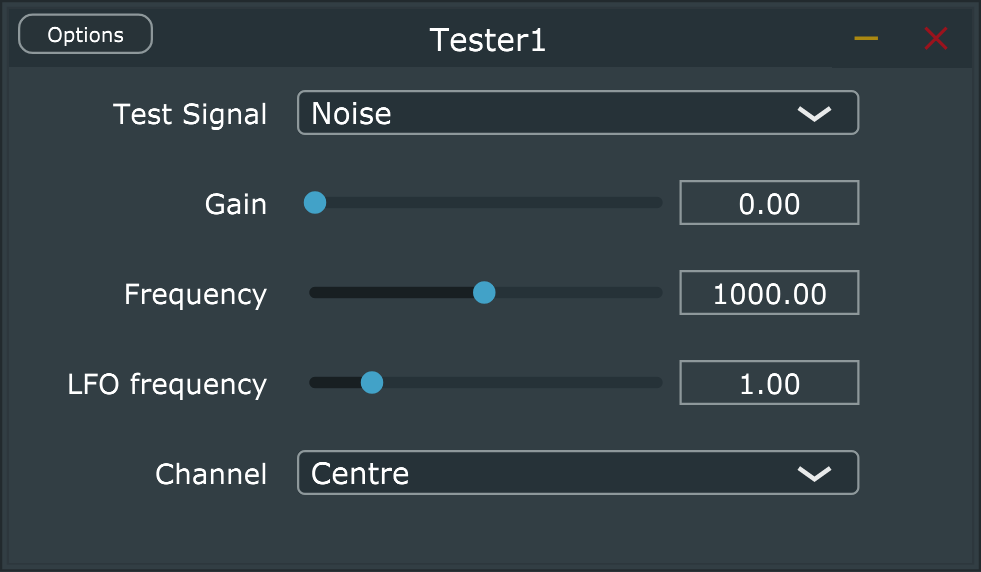 Options
Tester1
Test Signal Noise
Gain 0.00
Frequency 1000.00
LFO frequency 1.00
Channel Centre